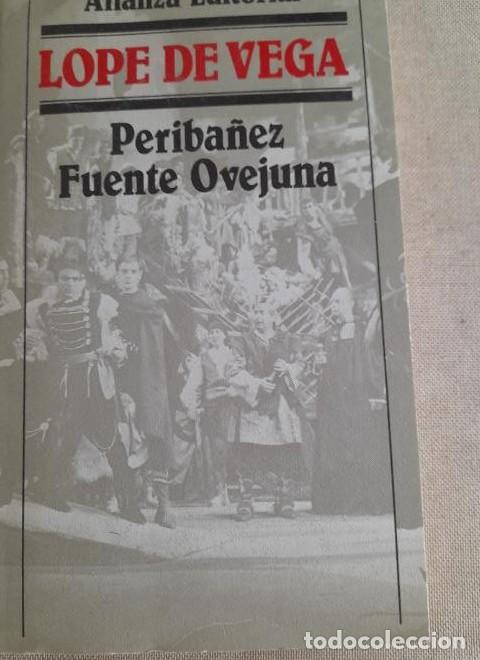 Alianza Editorial
LOPE DE VEGA
Peribañez
Fuente Ovejuna
todocoleccion